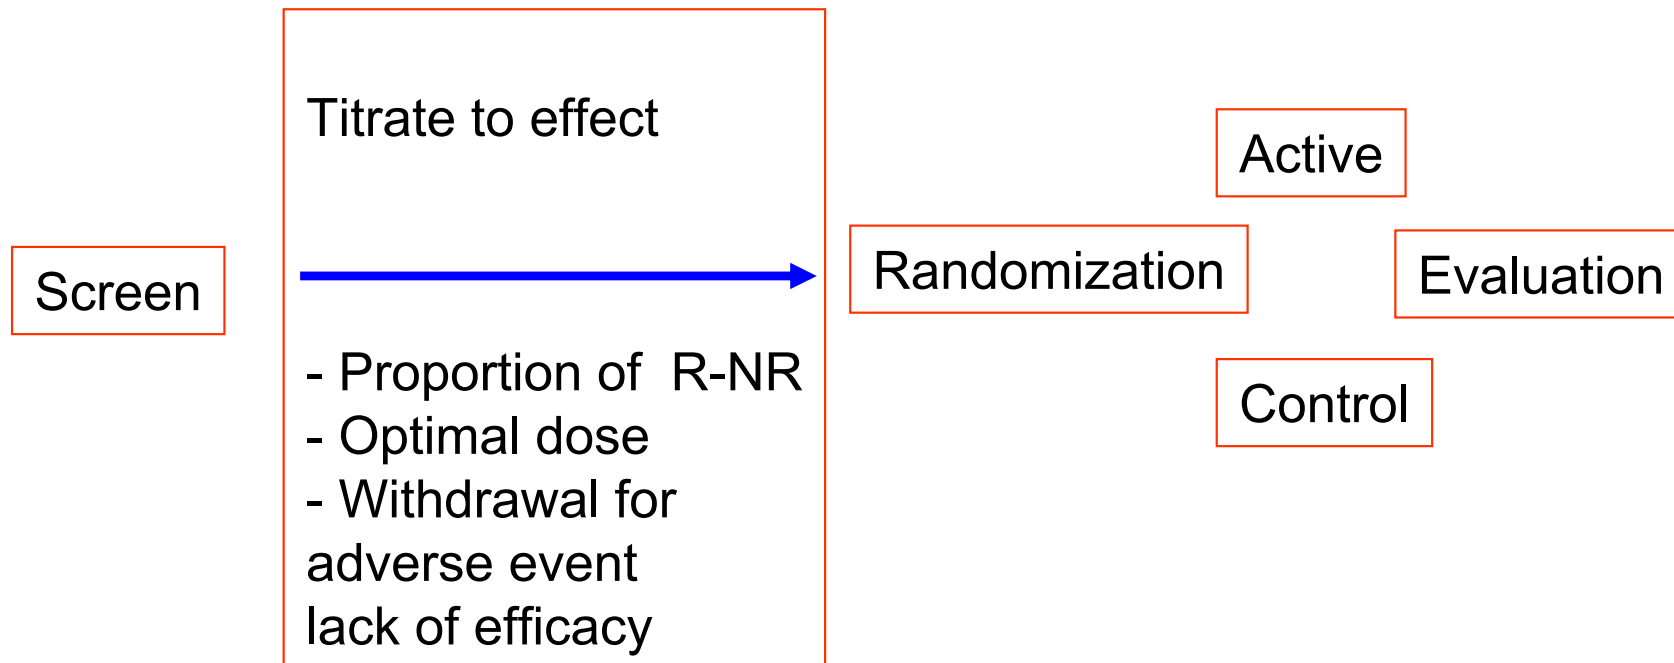 Screen
Titrate to effect
- Proportion of  R-NR
- Optimal dose
- Withdrawal for
adverse event
lack of efficacy
Randomization
Active
Control
Evaluation